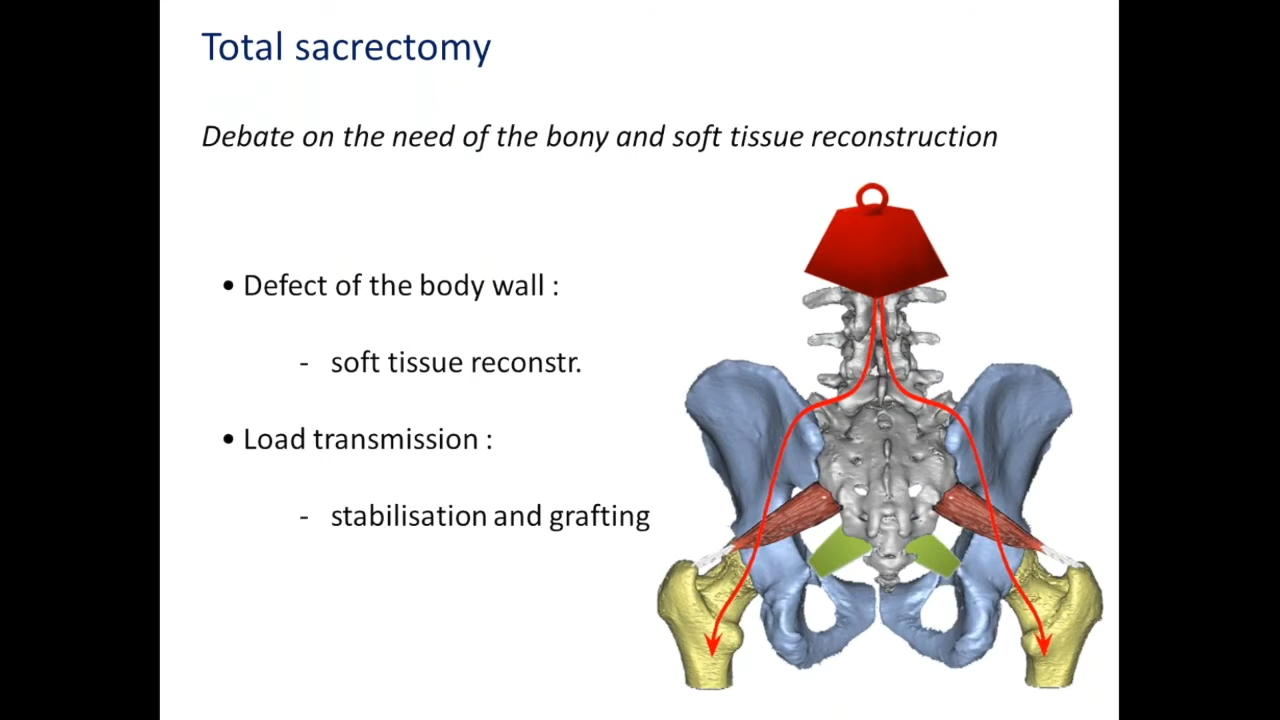 Total sacrectomy
Debate on the need of the bony and soft tissue reconstruction
• Defect of the body wall :
- soft tissue reconstr.
• Load transmission :
- stabilisation and grafting